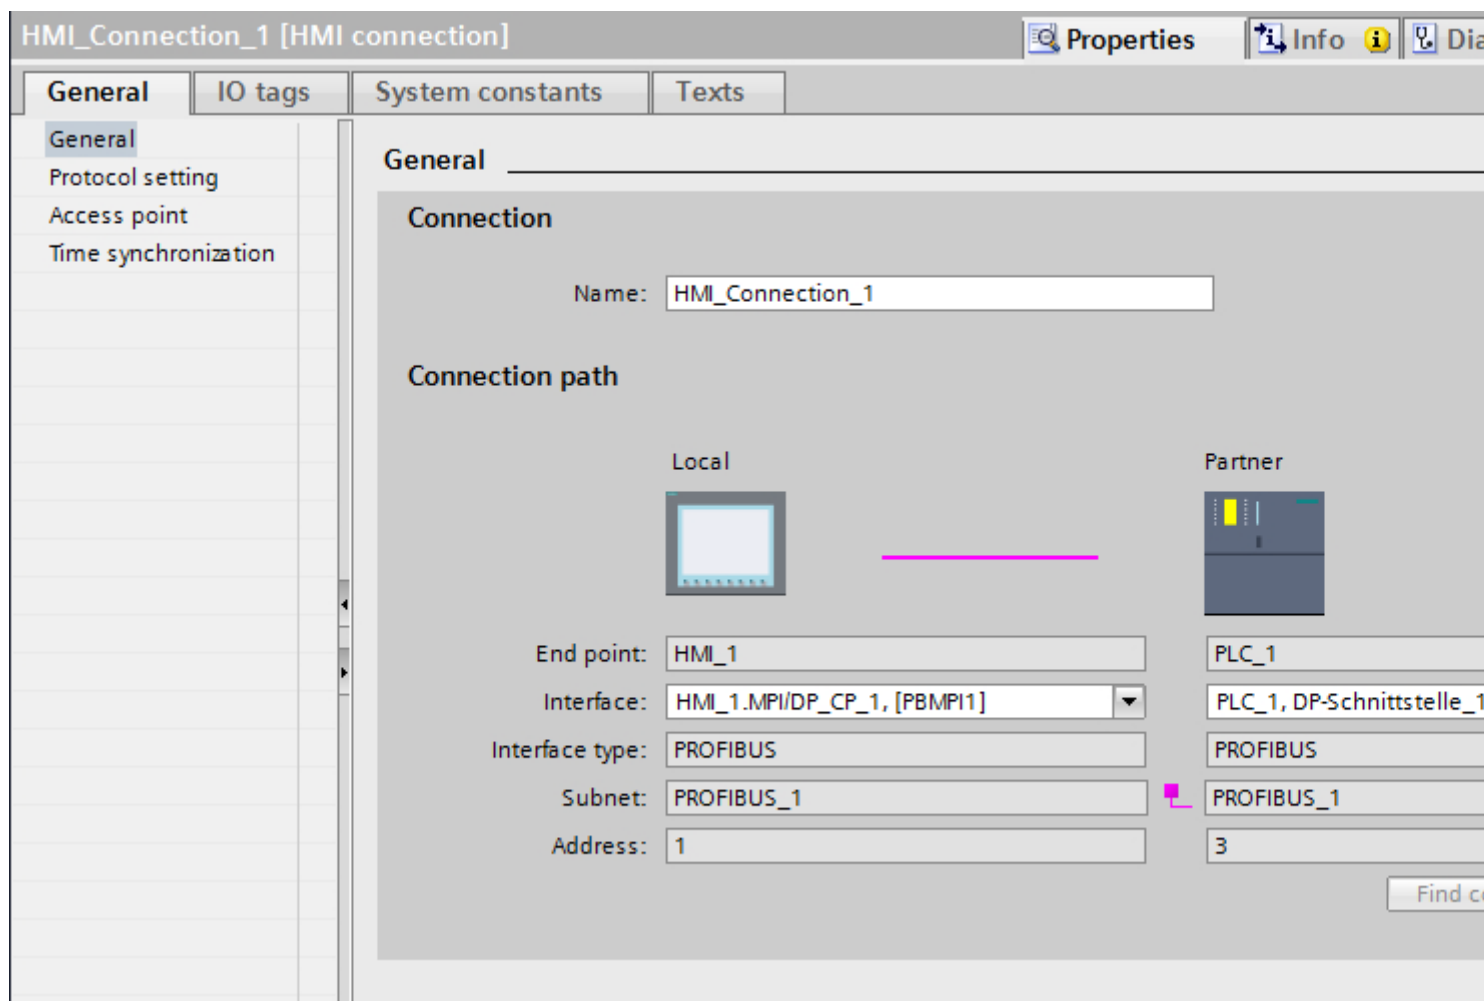 HMI_Connection_1 [HMI connection]
Properties
Info
General
IO tags
System constants
Texts
General
Protocol setting
Access point
Time synchronization
General
Connection
Name: HMI_Connection_1
Connection path
Local Partner
End point: HMI_1 PLC_1
Interface: HMI_1.MPI/DP_CP_1, [PBMPI1] PLC_1, DP-Schnittstelle_1
Interface type: PROFIBUS PROFIBUS
Subnet: PROFIBUS_1 PROFIBUS_1
Address: 1 3
Find